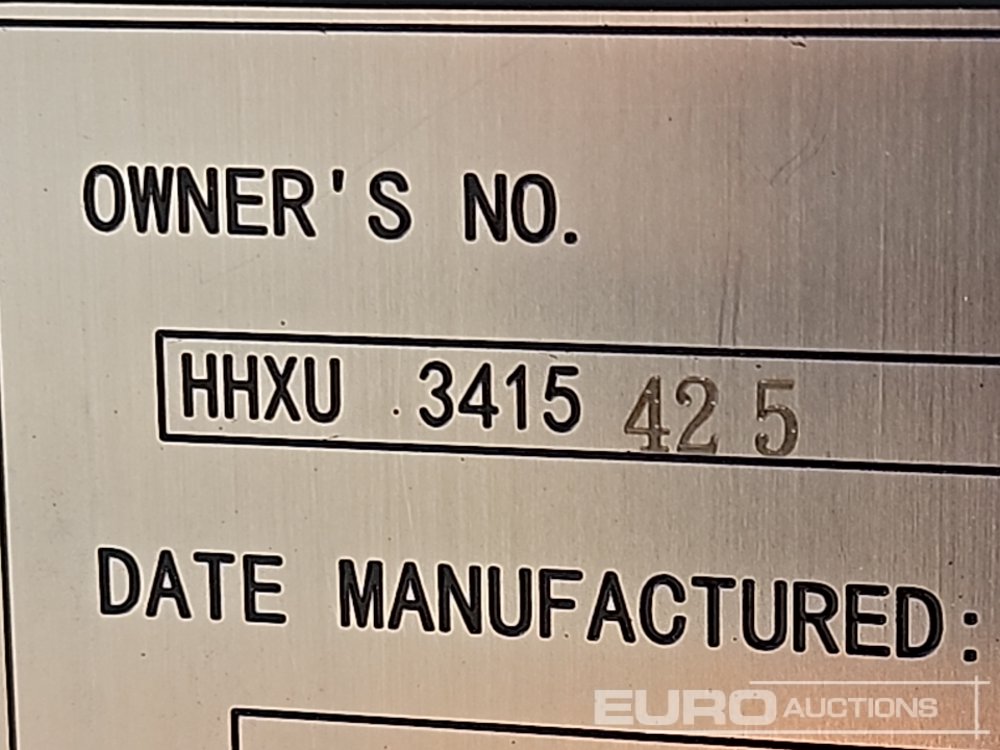 OWNER'S NO.
HHXU 3415 42 5
DATE MANUFACTURED:
EURO AUCTIONS